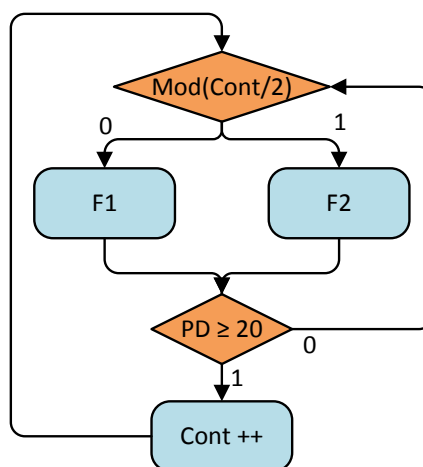 Mod(Cont/2)
0
1
F1
F2
PD ≥ 20
0
1
Cont ++